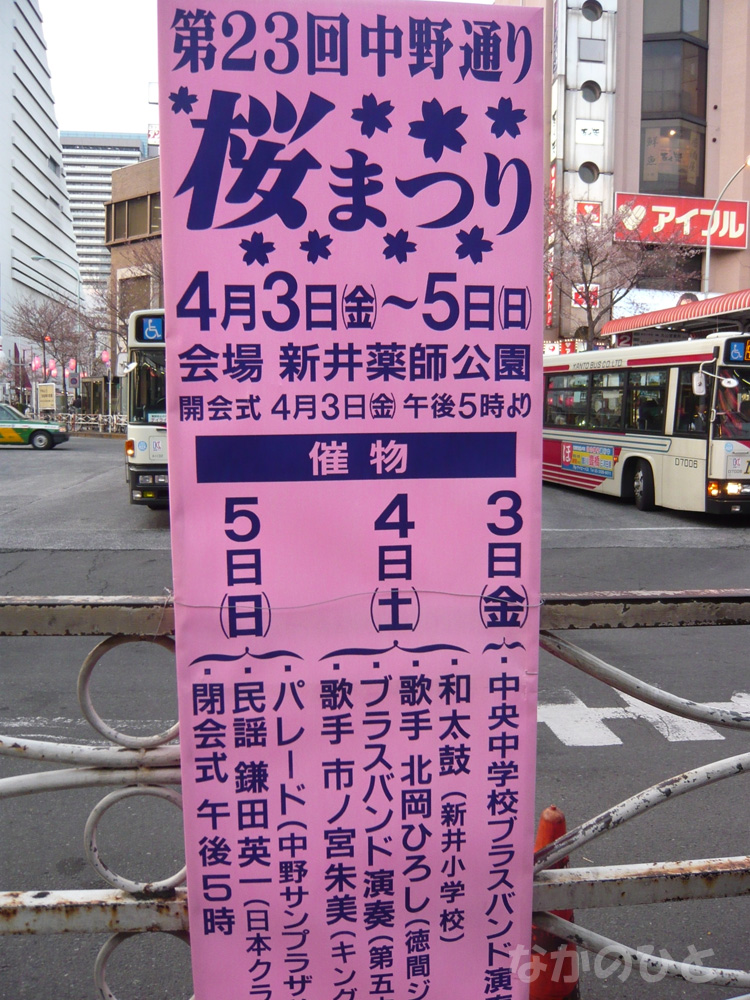 第23回中野通り
桜まつり
4月3日(金)～5日(日)
会場 新井薬師公園
開会式 4月3日(金) 午後5時より
催物
3日(金)
・中央中学校ブラスバンド演
4日(土)
・和太鼓(新井小学校)
・歌手 北岡ひろし(徳間ジ
・ブラスバンド演奏(第五
・歌手 市ノ宮朱美(キング
5日(日)
・パレード(中野サンプラザ
・民謡 鎌田英一(日本クラ
・閉会式 午後5時
アイフル
KANTO BUS CO.LTD.
D7006
なかのひと